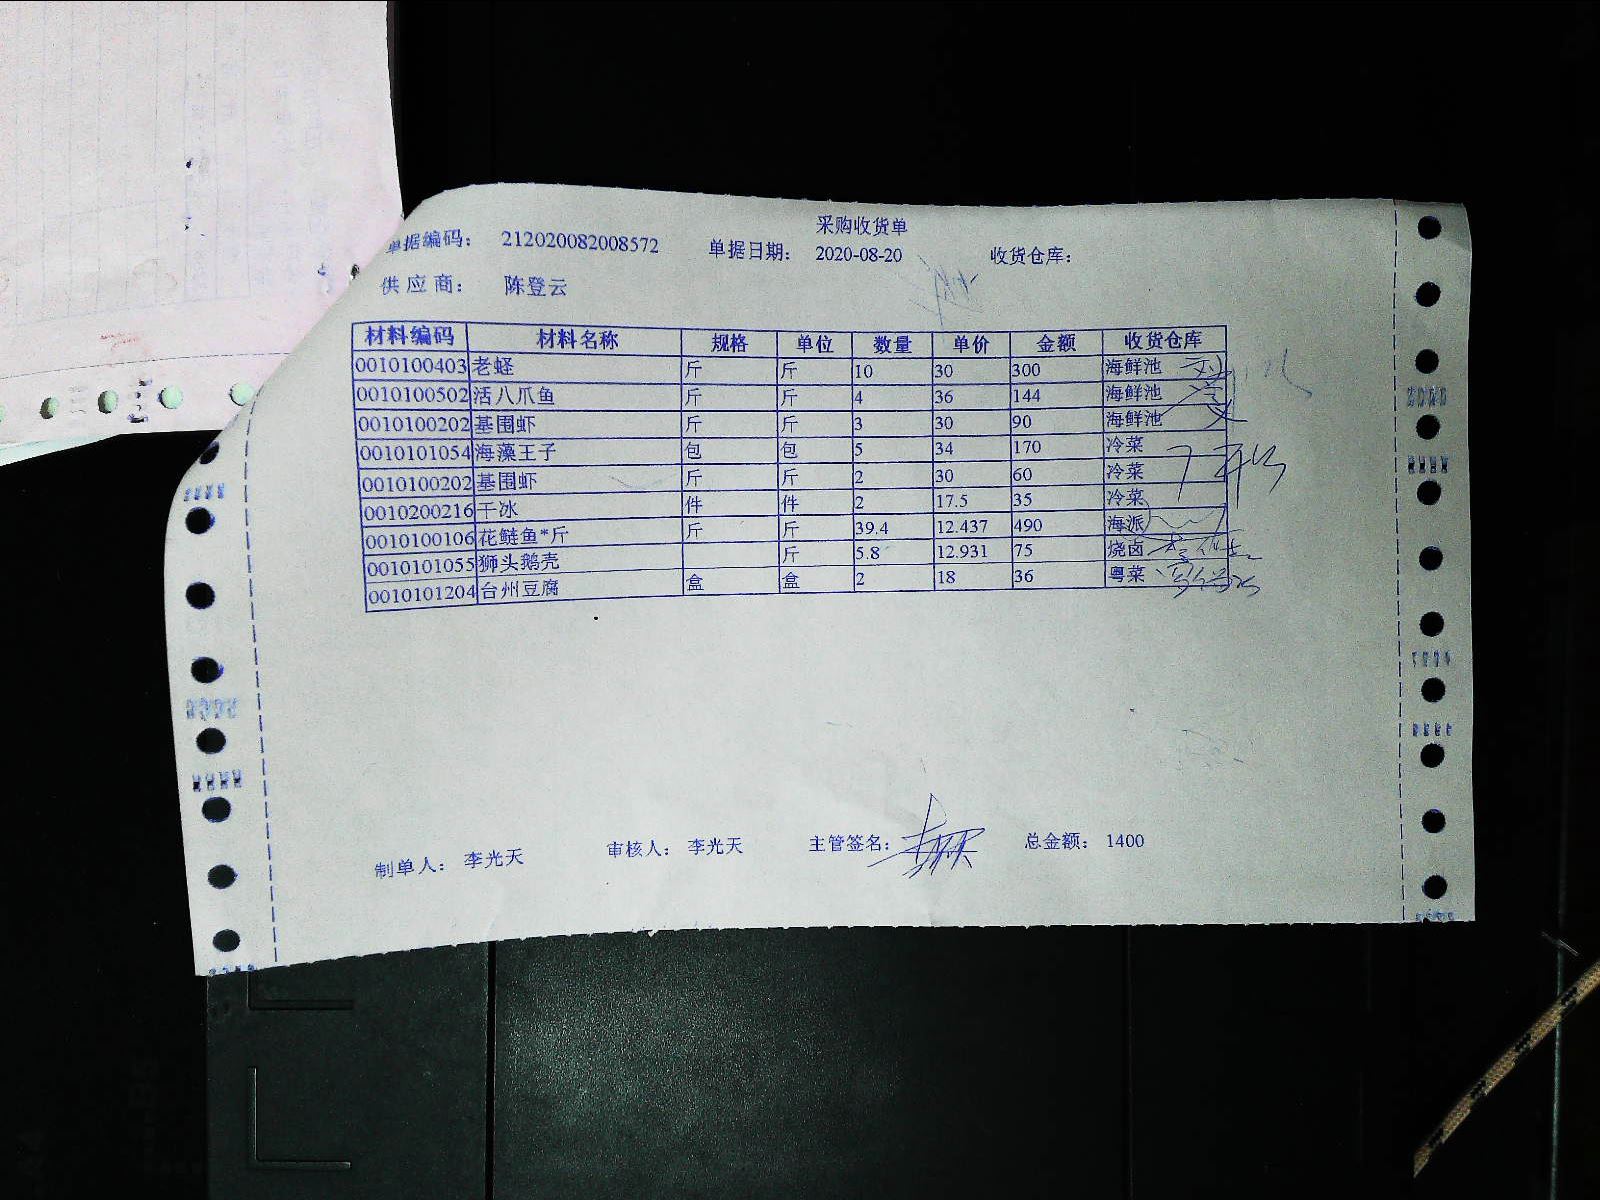 采购收货单
单据编码： 212020082008572 单据日期： 2020-08-20 收货仓库：
供应商： 陈登云
材料编码 材料名称 规格 单位 数量 单价 金额 收货仓库
0010100403 老蛏 斤 斤 10 30 300 海鲜池
0010100502 活八爪鱼 斤 斤 4 36 144 海鲜池
0010100202 基围虾 斤 斤 3 30 90 海鲜池
0010101054 海藻王子 包 包 5 34 170 冷菜
0010100202 基围虾 斤 斤 2 30 60 冷菜
0010200216 干冰 件 件 2 17.5 35 冷菜
0010100106 花鲢鱼*斤 斤 斤 39.4 12.437 490 海派
0010101055 狮头鹅壳 斤 5.8 12.931 75 烧卤
0010101204 台州豆腐 盒 盒 2 18 36 粤菜
制单人： 李光天 审核人： 李光天 主管签名： 总金额： 1400